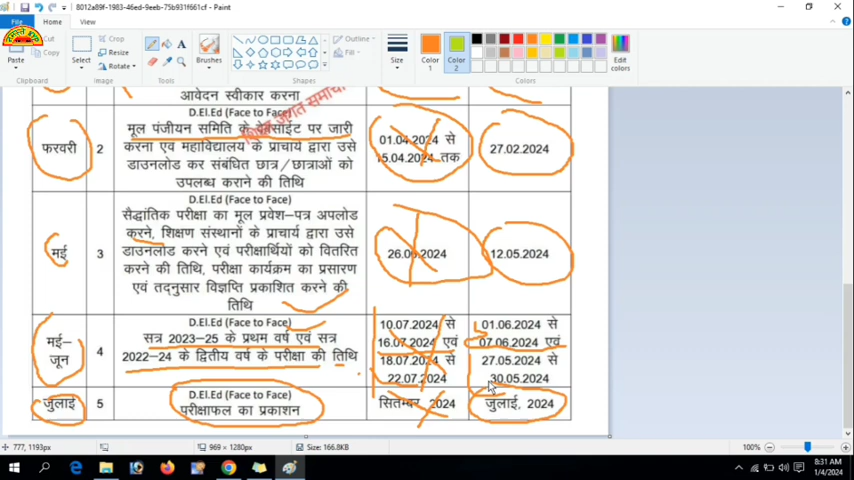 8012a89f-1983-46ed-9eeb-75b931f661cf - Paint
File Home View
Cut Copy Paste Clipboard
Crop Resize Rotate Select Image
Tools
Brushes
Outline Fill Shapes
Size
Color 1 Color 2 Edit colors Colors
आवेदन स्वीकार करना
शिक्षा जगत समाचार
फरवरी 2
D.El.Ed (Face to Face)
मूल पंजीयन समिति के वेबसाईट पर जारी
करना एवं महाविद्यालय के प्राचार्य द्वारा उसे
डाउनलोड कर संबंधित छात्र/छात्राओं को
उपलब्ध कराने की तिथि
01.04.2024 से
15.04.2024 तक
27.02.2024
मई 3
D.El.Ed (Face to Face)
सैद्धांतिक परीक्षा का मूल प्रवेश–पत्र अपलोड
करने, शिक्षण संस्थानों के प्राचार्य द्वारा उसे
डाउनलोड करने एवं परीक्षार्थियों को वितरित
करने की तिथि, परीक्षा कार्यक्रम का प्रसारण
एवं तद्नुसार विज्ञप्ति प्रकाशित करने की
तिथि
26.06.2024
12.05.2024
मई–
जून
4
D.El.Ed (Face to Face)
सत्र 2023–25 के प्रथम वर्ष एवं सत्र
2022–24 के द्वितीय वर्ष के परीक्षा की तिथि
10.07.2024 से
16.07.2024 एवं
18.07.2024 से
22.07.2024
01.06.2024 से
07.06.2024 एवं
27.05.2024 से
30.05.2024
जुलाई 5
D.El.Ed (Face to Face)
परीक्षाफल का प्रकाशन
सितम्बर, 2024
जुलाई, 2024
777, 1193px 969 × 1280px Size: 166.8KB 100%
8:31 AM
1/4/2024